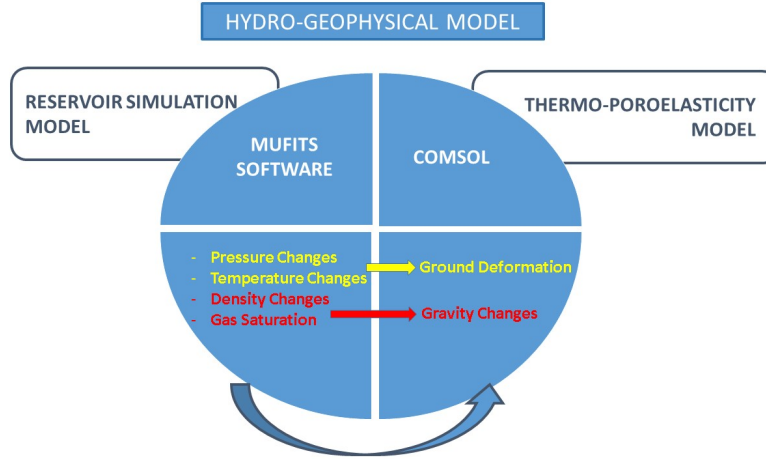 HYDRO-GEOPHYSICAL MODEL
RESERVOIR SIMULATION
MODEL
THERMO-POROELASTICITY
MODEL
MUFITS
SOFTWARE
COMSOL
- Pressure Changes
- Temperature Changes
- Density Changes
- Gas Saturation
Ground Deformation
Gravity Changes